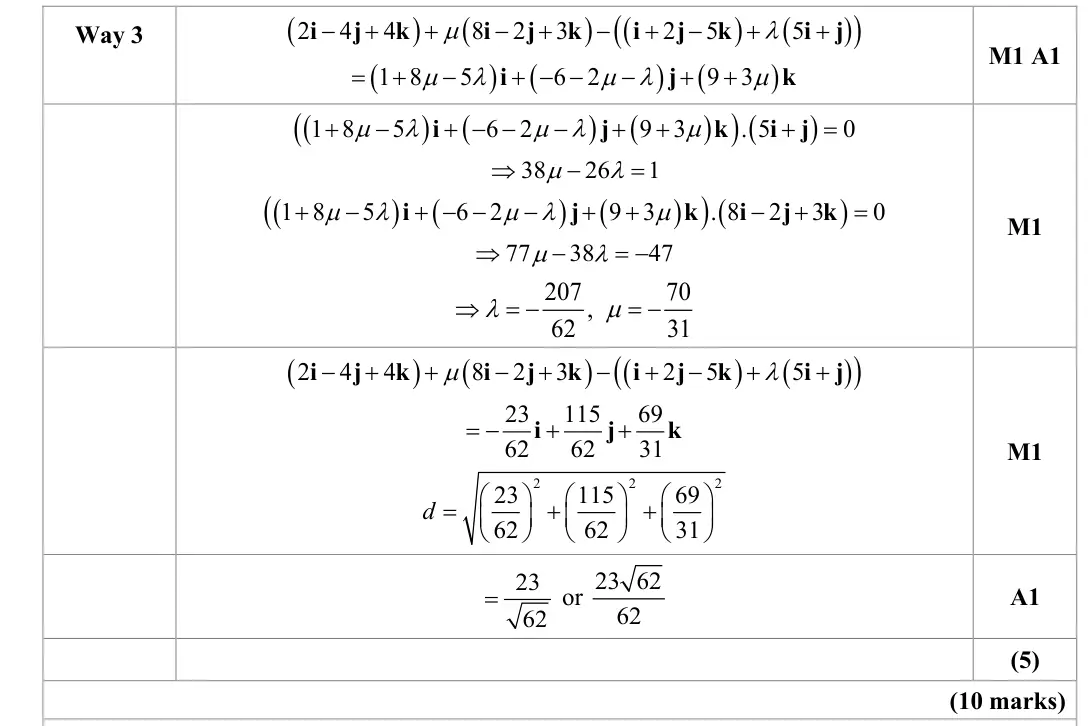 Way 3
(2i − 4j + 4k) + μ(8i − 2j + 3k) − ((i + 2j − 5k) + λ(5i + j))
= (1 + 8μ − 5λ)i + (−6 − 2μ − λ)j + (9 + 3μ)k
M1 A1
((1 + 8μ − 5λ)i + (−6 − 2μ − λ)j + (9 + 3μ)k).(5i + j) = 0
⇒ 38μ − 26λ = 1
((1 + 8μ − 5λ)i + (−6 − 2μ − λ)j + (9 + 3μ)k).(8i − 2j + 3k) = 0
⇒ 77μ − 38λ = −47
⇒ λ = −207/62, μ = −70/31
M1
(2i − 4j + 4k) + μ(8i − 2j + 3k) − ((i + 2j − 5k) + λ(5i + j))
= −23/62 i + 115/62 j + 69/31 k
d = √((23/62)² + (115/62)² + (69/31)²)
M1
= 23/√62 or 23√62/62
A1
(5)
(10 marks)